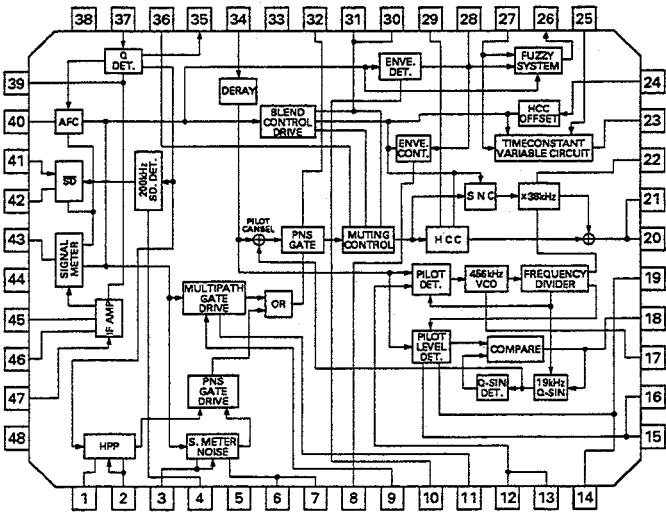 38 37 36 35 34 33 32 31 30 29 28 27 26 25
39
40
41
42
43
44
45
46
47
48
24
23
22
21
20
19
18
17
16
15
Q DET.
DERAY
ENVE. DET.
FUZZY SYSTEM
AFC
BLEND CONTROL DRIVE
HCC OFFSET
ENVE. CONT.
TIMECONSTANT VARIABLE CIRCUIT
SD
200kHz SD. DET.
SNC
×38kHz
PILOT CANSEL
PNS GATE
MUTING CONTROL
HCC
SIGNAL METER
MULTIPATH GATE DRIVE
OR
PILOT DET.
456kHz VCO
FREQUENCY DIVIDER
IF AMP
PILOT LEVEL DET.
COMPARE
PNS GATE DRIVE
Q-SIN DET.
19kHz Q-SIN
HPP
S. METER NOISE
1 2 3 4 5 6 7 8 9 10 11 12 13 14